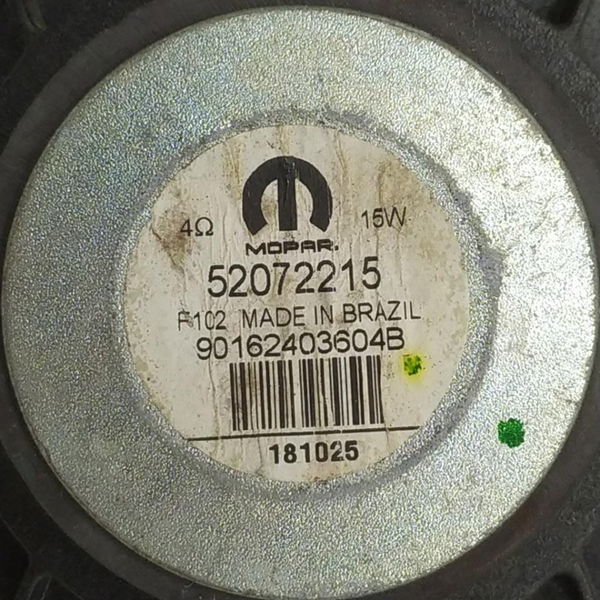 4Ω 15W
MOPAR.
52072215
F102 MADE IN BRAZIL
90162403604B
181025